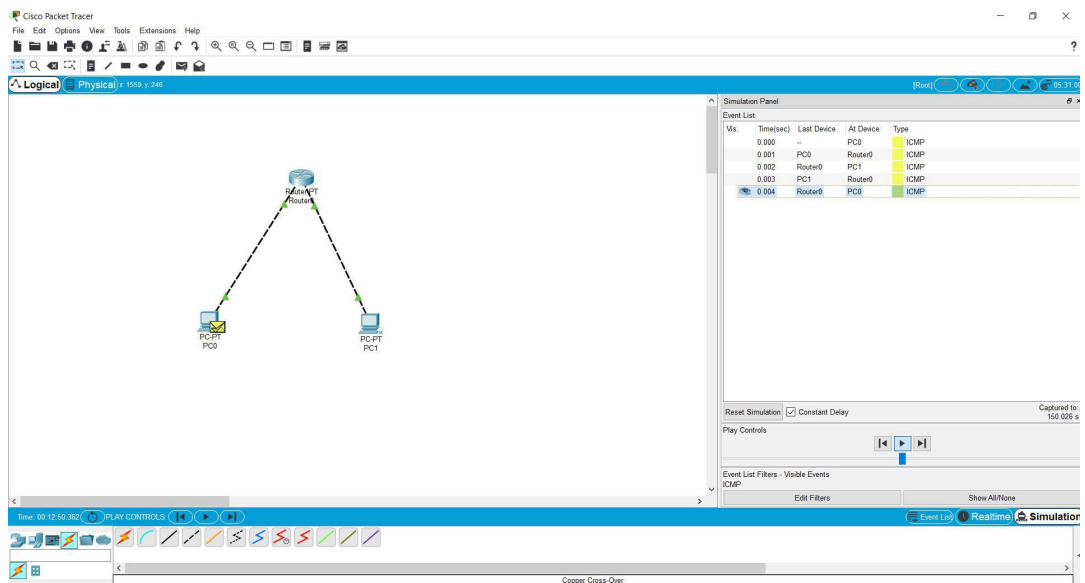 Cisco Packet Tracer
File Edit Options View Tools Extensions Help
?
Logical Physical x: 1559, y: 246 [Root] 05:31:00
Simulation Panel
Event List
Vis. Time(sec) Last Device At Device Type
0.000 -- PC0 ICMP
0.001 PC0 Router0 ICMP
0.002 Router0 PC1 ICMP
0.003 PC1 Router0 ICMP
0.004 Router0 PC0 ICMP
Router-PT
Router0
PC-PT
PC0
PC-PT
PC1
Reset Simulation Constant Delay
Captured to:
150.026 s
Play Controls
Event List Filters - Visible Events
ICMP
Edit Filters Show All/None
Time: 00:12:50.362 PLAY CONTROLS: Event List Realtime Simulation
Copper Cross-Over